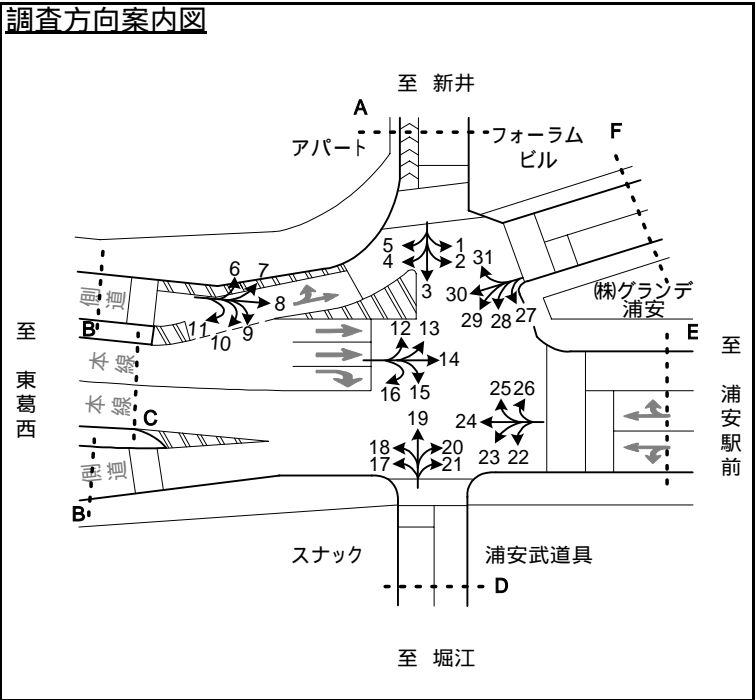 調査方向案内図
至 新井
A
アパート
フォーラム
ビル
F
5
1
4
2
3
31
30
29
28
27
(株)グランデ
浦安
6
7
8
9
10
11
側道
B'
至 東葛西
本線
本線
C
側道
B'
12
13
14
15
16
E
至 浦安駅前
25
26
24
23
22
19
18
20
17
21
スナック
浦安武道具
D
至 堀江